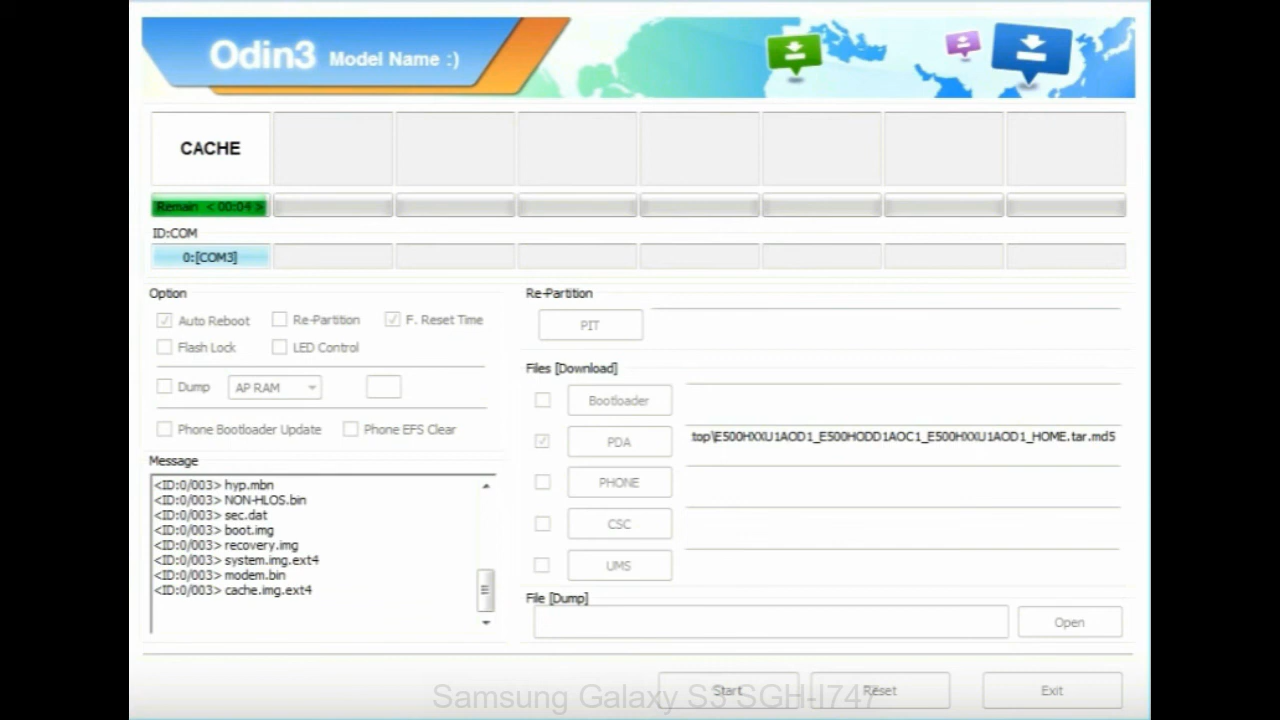 Odin3 Model Name :)
CACHE
Remain < 00:04 >
ID:COM
0:[COM3]
Option
Auto Reboot Re-Partition F. Reset Time
Flash Lock LED Control
Dump AP RAM
Phone Bootloader Update Phone EFS Clear
Message
<ID:0/003> hyp.mbn
<ID:0/003> NON-HLOS.bin
<ID:0/003> sec.dat
<ID:0/003> boot.img
<ID:0/003> recovery.img
<ID:0/003> system.img.ext4
<ID:0/003> modem.bin
<ID:0/003> cache.img.ext4
Re-Partition
PIT
Files [Download]
Bootloader
PDA top\E500HXXU1AOD1_E500HODD1AOC1_E500HXXU1AOD1_HOME.tar.md5
PHONE
CSC
UMS
File [Dump]
Open
Start Reset Exit
Samsung Galaxy S3 SGH-I747